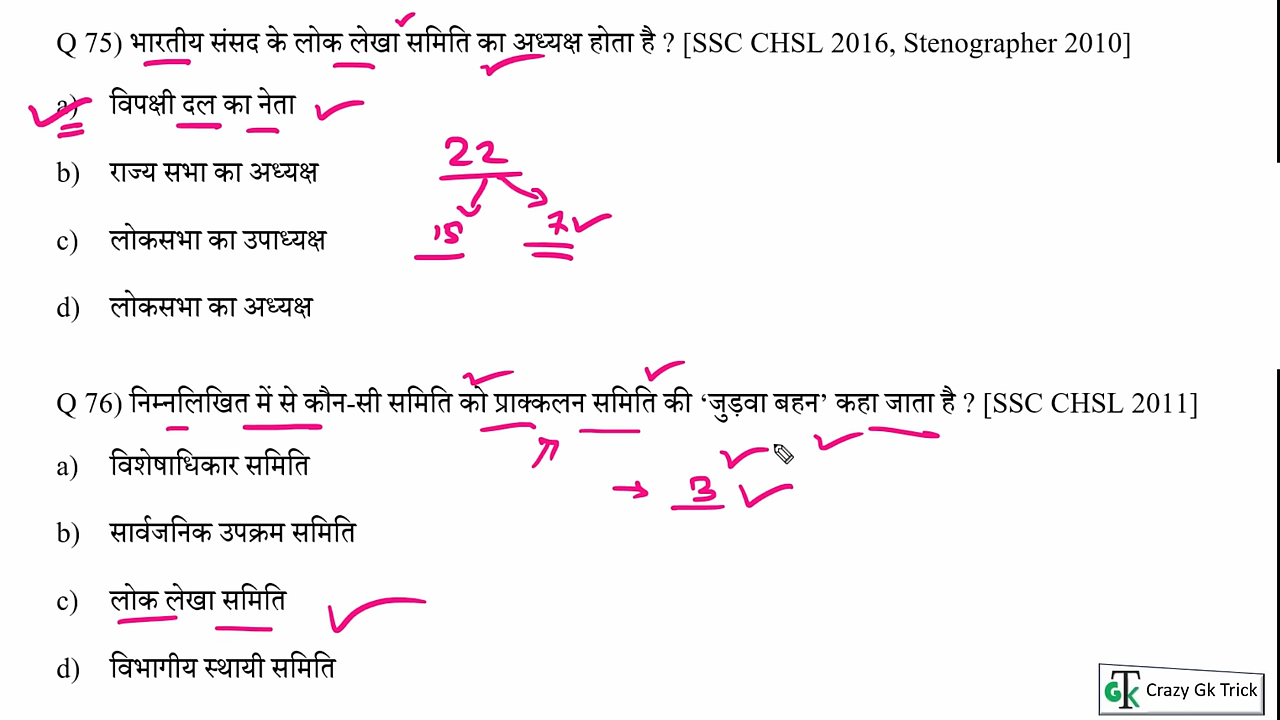 Q 75) भारतीय संसद के लोक लेखा समिति का अध्यक्ष होता है ? [SSC CHSL 2016, Stenographer 2010]
a) विपक्षी दल का नेता
22
b) राज्य सभा का अध्यक्ष
15 7
c) लोकसभा का उपाध्यक्ष
d) लोकसभा का अध्यक्ष
Q 76) निम्नलिखित में से कौन-सी समिति को प्राक्कलन समिति की ‘जुड़वा बहन’ कहा जाता है ? [SSC CHSL 2011]
a) विशेषाधिकार समिति
3
b) सार्वजनिक उपक्रम समिति
c) लोक लेखा समिति
d) विभागीय स्थायी समिति
GTK Crazy Gk Trick